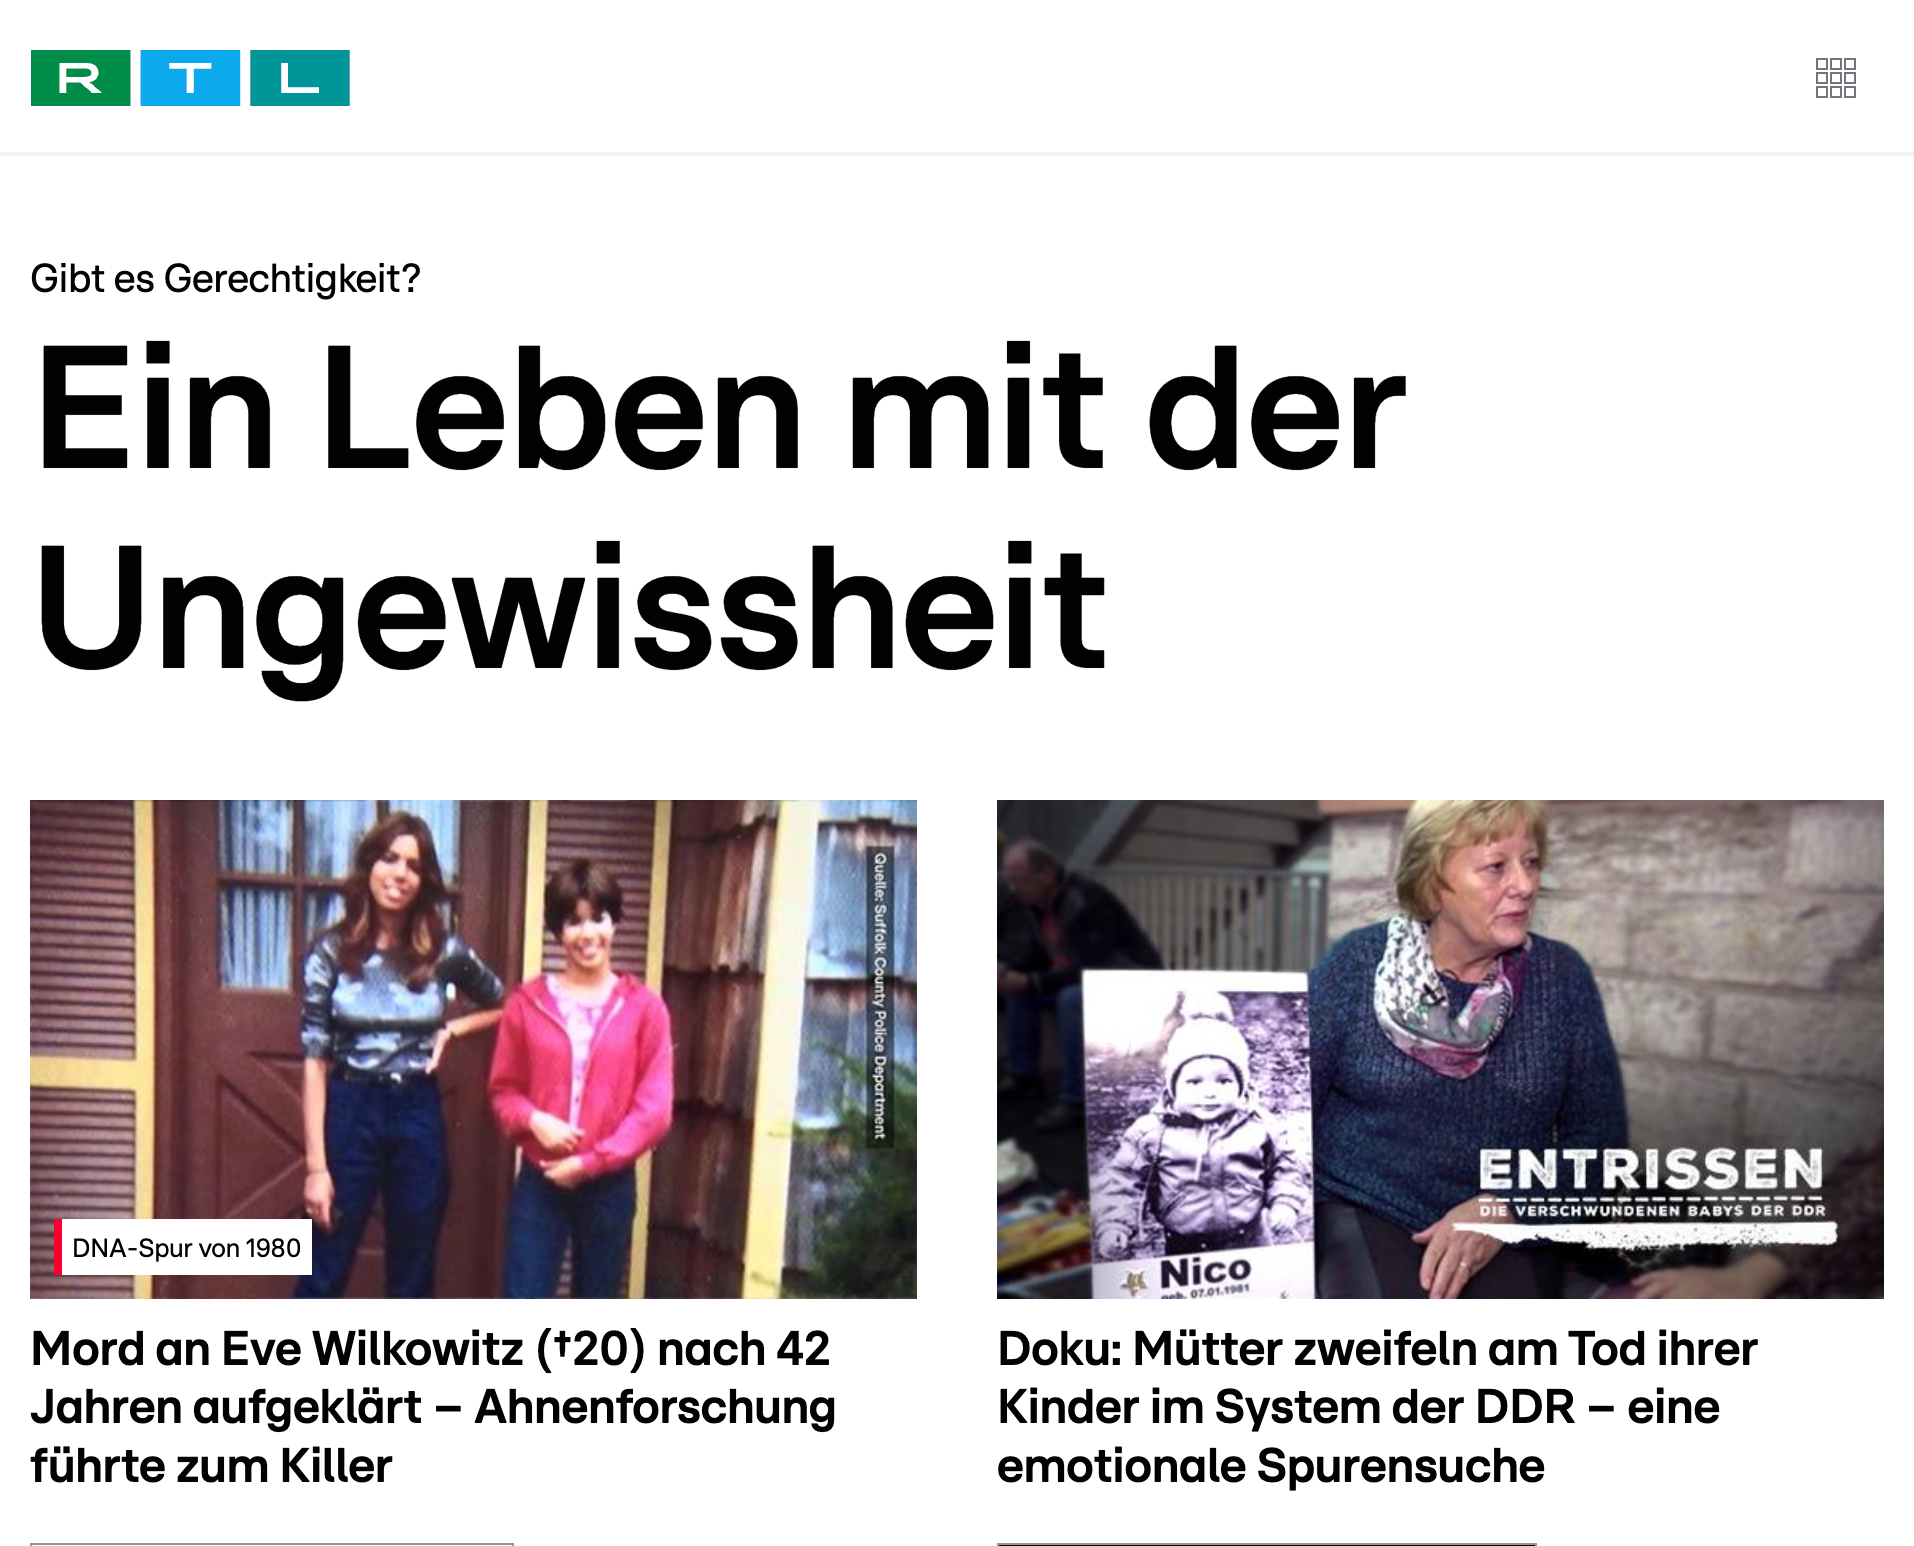 RTL
Gibt es Gerechtigkeit?
Ein Leben mit der
Ungewissheit
Quelle: Suffolk County Police Department
DNA-Spur von 1980
Mord an Eve Wilkowitz (†20) nach 42
Jahren aufgeklärt – Ahnenforschung
führte zum Killer
Nico
geb. 07.01.1981
ENTRISSEN
DIE VERSCHWUNDENEN BABYS DER DDR
Doku: Mütter zweifeln am Tod ihrer
Kinder im System der DDR – eine
emotionale Spurensuche